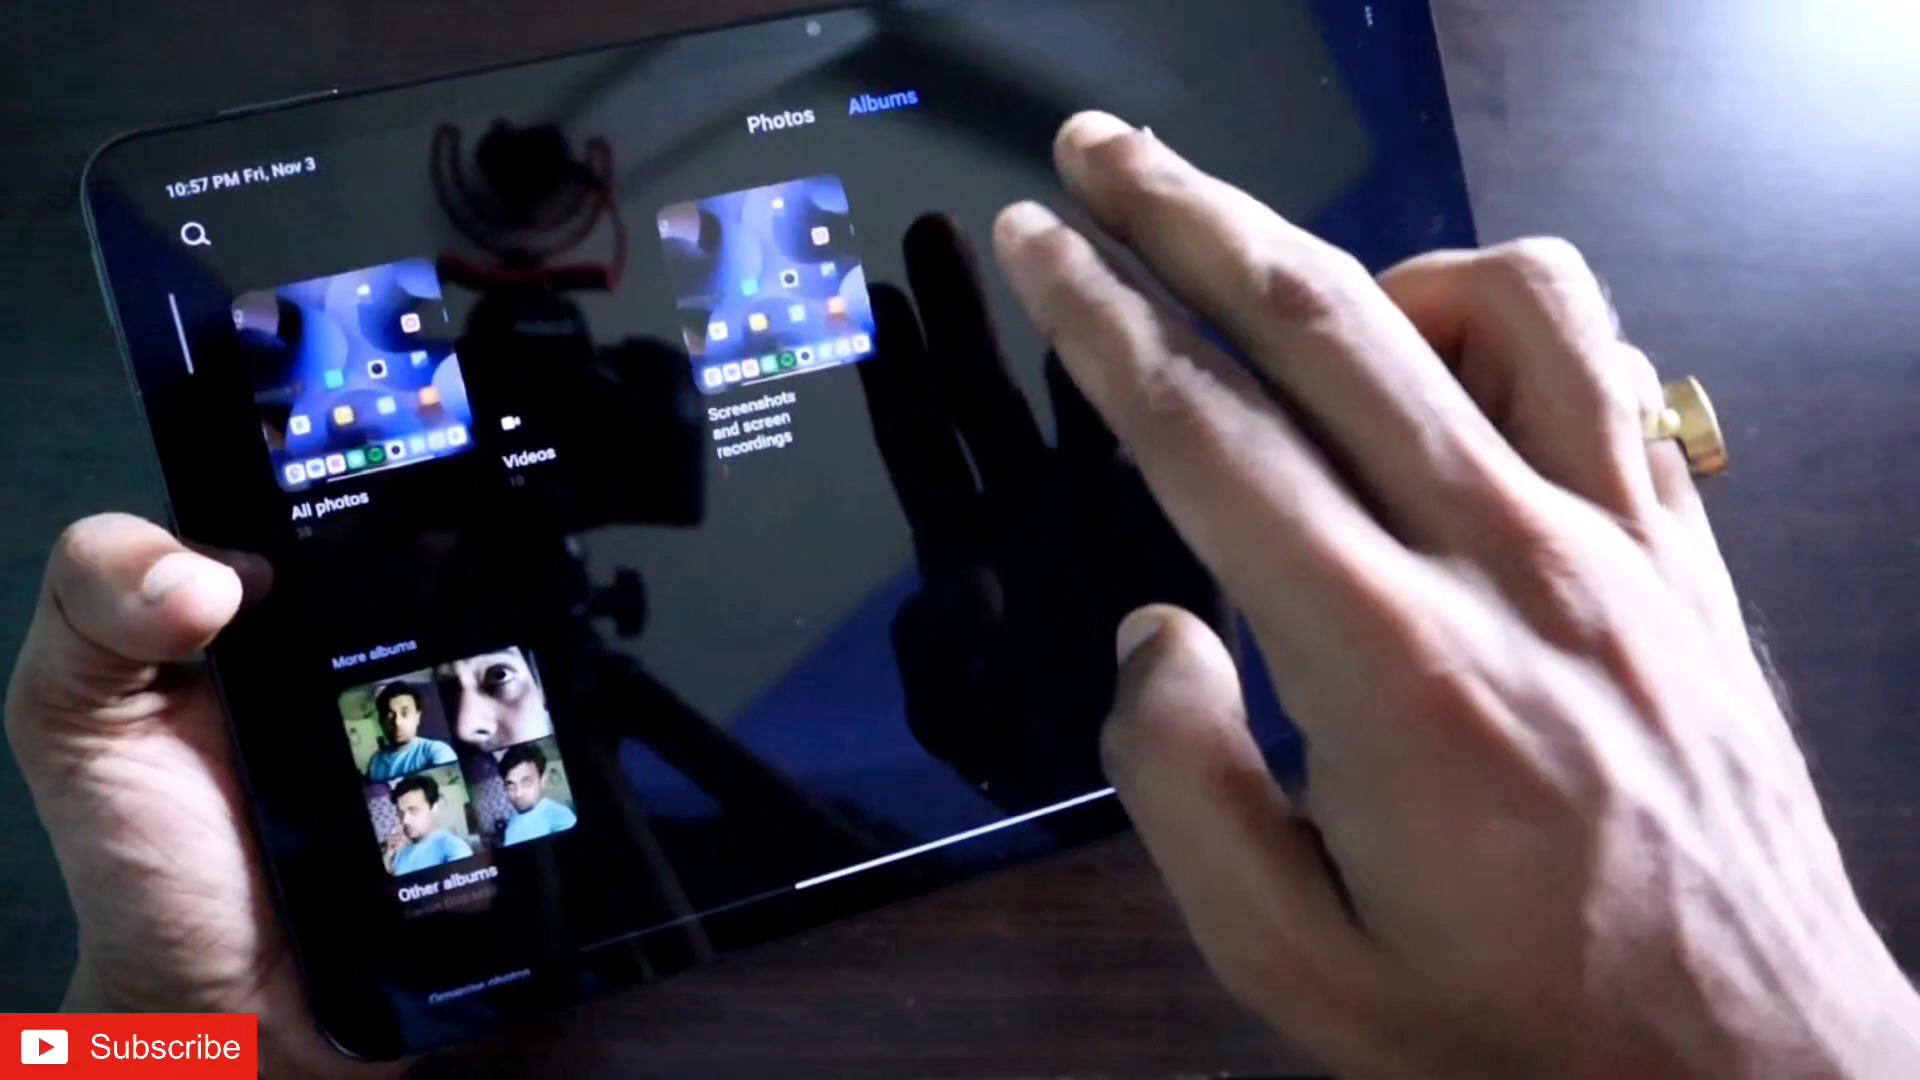 Photos
Albums
10:57 PM Fri, Nov 3
All photos
Videos
10
Screenshots
and screen
recordings
More albums
Other albums
Subscribe